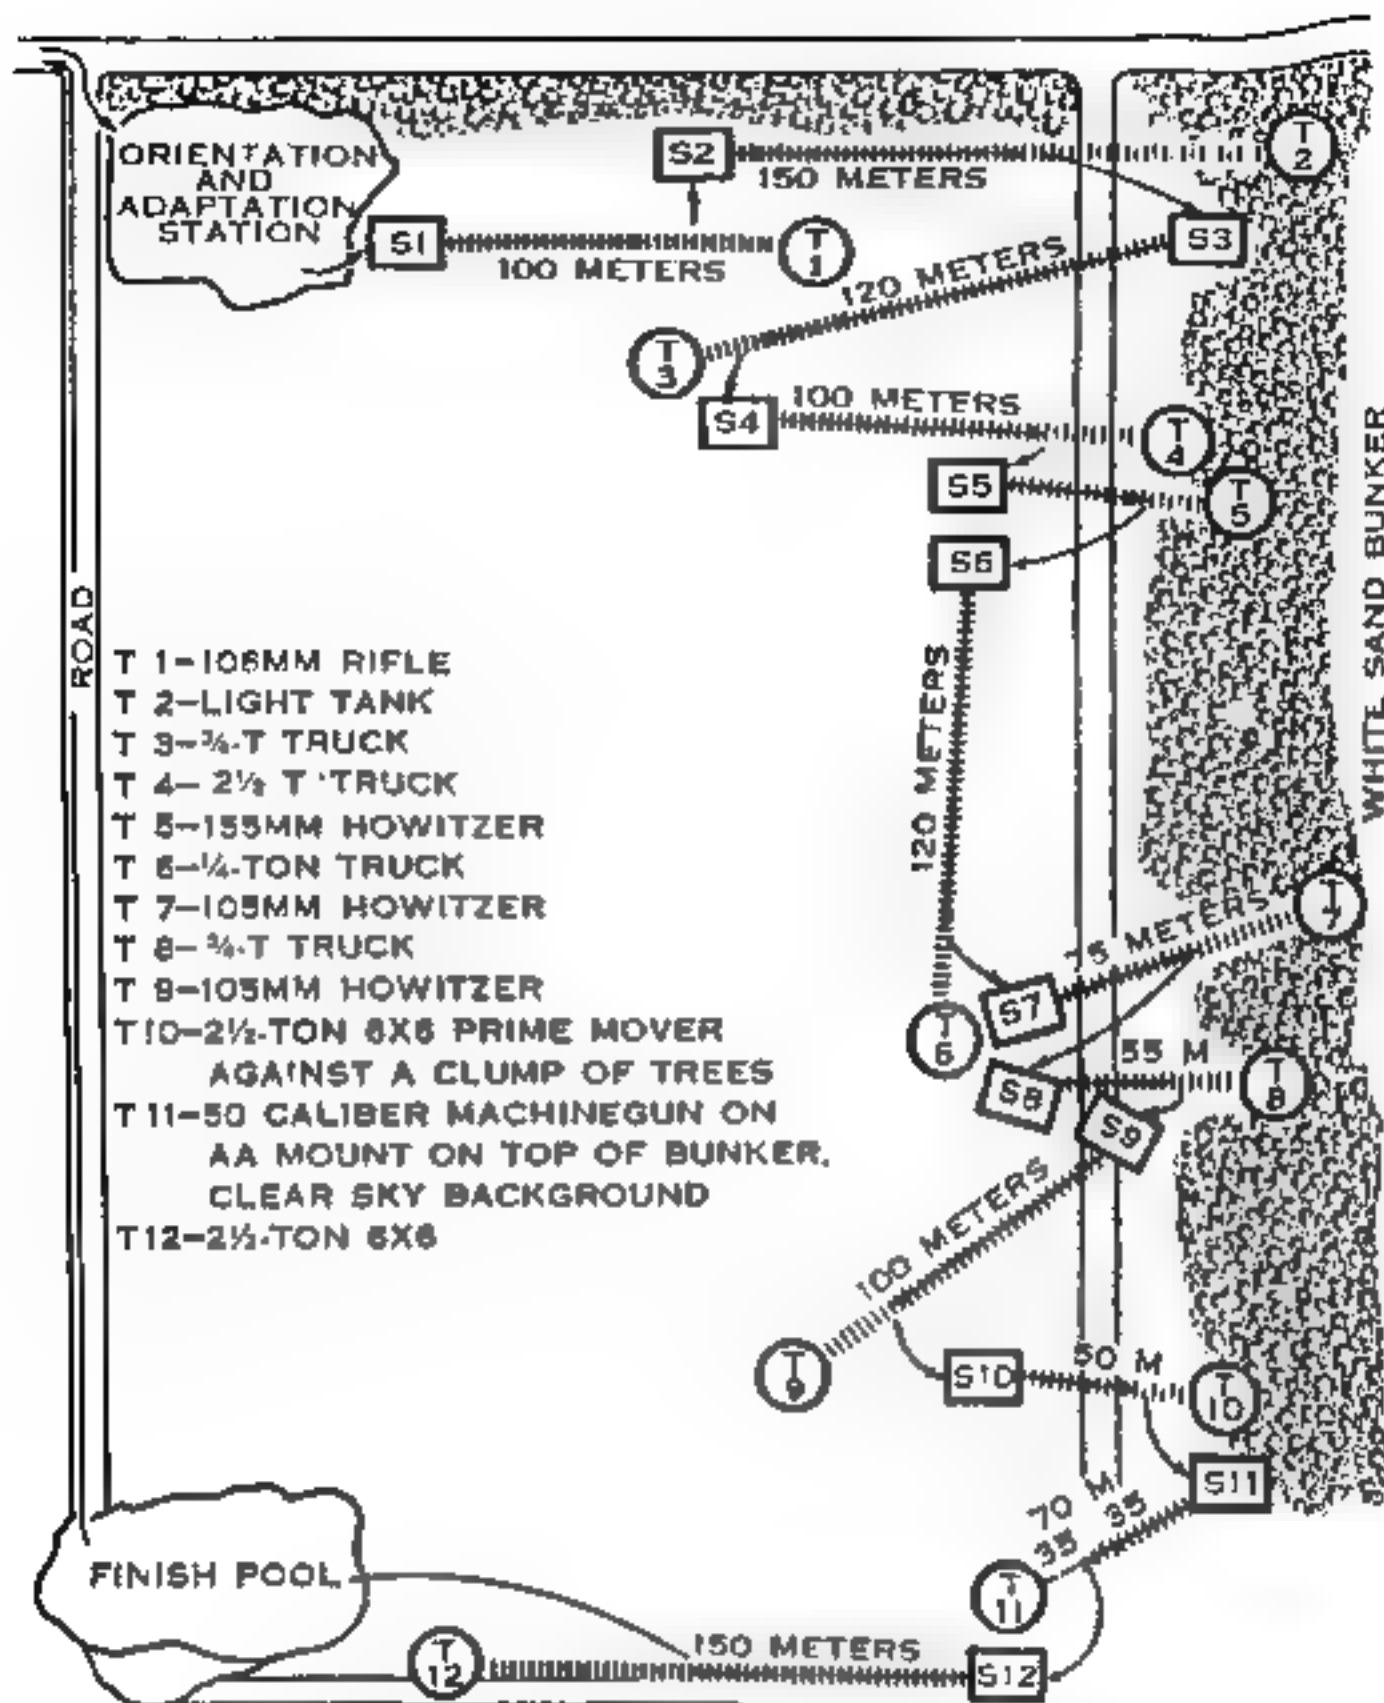 ORIENTATION
AND
ADAPTATION
STATION
S1
100 METERS
T
1
S2
150 METERS
T
2
S3
120 METERS
T
3
S4
100 METERS
T
4
S5
T
5
S6
120 METERS
T
6
S7
75 METERS
T
7
S8
55 M
T
8
S9
100 METERS
T
9
S10
50 M
T
10
S11
70 M
35 35
T
11
S12
150 METERS
T
12
FINISH POOL
ROAD
WHITE SAND BUNKER
T 1-106MM RIFLE
T 2-LIGHT TANK
T 3-¾-T TRUCK
T 4-2½ T TRUCK
T 5-155MM HOWITZER
T 6-¼-TON TRUCK
T 7-105MM HOWITZER
T 8-¾-T TRUCK
T 9-105MM HOWITZER
T10-2½-TON 6X6 PRIME MOVER
AGAINST A CLUMP OF TREES
T11-50 CALIBER MACHINEGUN ON
AA MOUNT ON TOP OF BUNKER,
CLEAR SKY BACKGROUND
T12-2½-TON 6X6